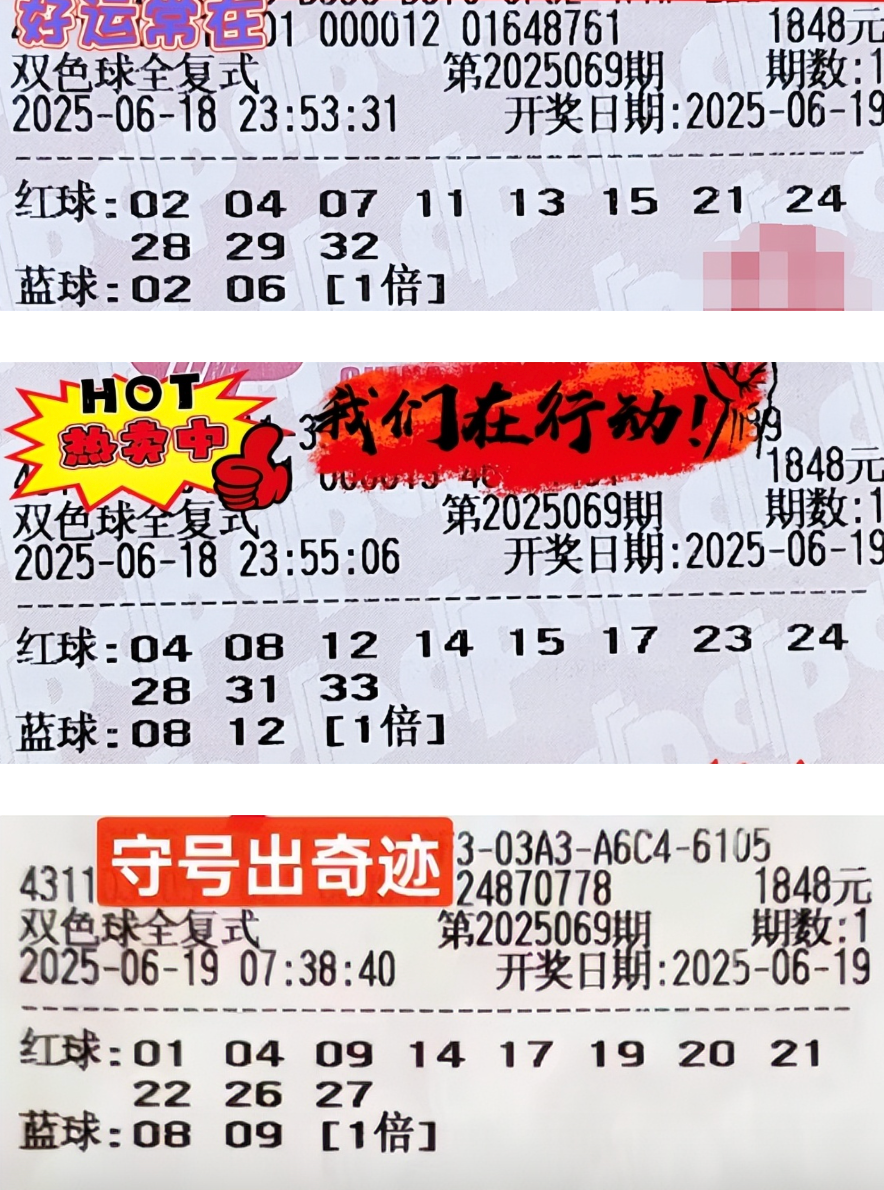 好运常在
01 000012 01648761 1848元
双色球全复式 第2025069期 期数:1
2025-06-18 23:53:31 开奖日期:2025-06-19
红球:02 04 07 11 13 15 21 24
28 29 32
蓝球:02 06 [1倍]
HOT
热卖中
我们在行动!
1848元
双色球全复式 第2025069期 期数:1
2025-06-18 23:55:06 开奖日期:2025-06-19
红球:04 08 12 14 15 17 23 24
28 31 33
蓝球:08 12 [1倍]
守号出奇迹
3-03A3-A6C4-6105
4311 24870778 1848元
双色球全复式 第2025069期 期数:1
2025-06-19 07:38:40 开奖日期:2025-06-19
红球:01 04 09 14 17 19 20 21
22 26 27
蓝球:08 09 [1倍]